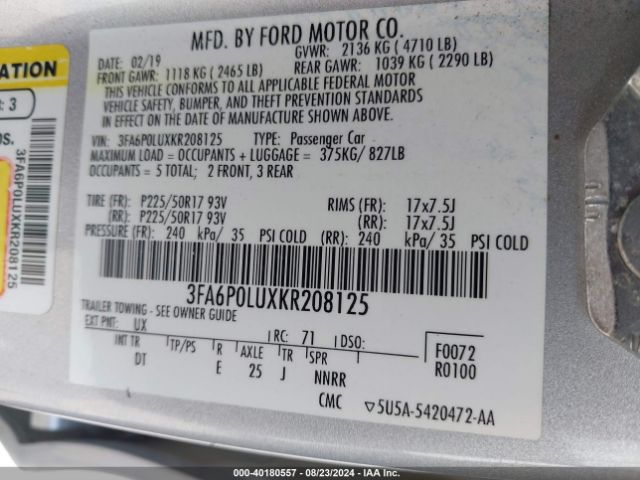 MFD. BY FORD MOTOR CO.
DATE: 02/19 GVWR: 2136 KG ( 4710 LB)
FRONT GAWR: 1118 KG ( 2465 LB) REAR GAWR: 1039 KG ( 2290 LB)
THIS VEHICLE CONFORMS TO ALL APPLICABLE FEDERAL MOTOR
VEHICLE SAFETY, BUMPER, AND THEFT PREVENTION STANDARDS
IN EFFECT ON THE DATE OF MANUFACTURE SHOWN ABOVE.
VIN: 3FA6P0LUXKR208125 TYPE: Passenger Car
MAXIMUM LOAD = OCCUPANTS + LUGGAGE = 375KG/ 827LB
OCCUPANTS = 5 TOTAL; 2 FRONT, 3 REAR
TIRE (FR): P225/50R17 93V RIMS (FR): 17x7.5J
(RR): P225/50R17 93V (RR): 17x7.5J
PRESSURE (FR): 240 kPa/ 35 PSI COLD (RR): 240 kPa/ 35 PSI COLD
3FA6P0LUXKR208125
TRAILER TOWING - SEE OWNER GUIDE
EXT PNT: UX RC: 71 DSO:
INT TR TP/PS R AXLE TR SPR F0072
DT E 25 J NNRR R0100
CMC ▽5U5A-5420472-AA
: 3
3FA6P0LUXKR208125
000-40180557 - 08/23/2024 - IAA Inc.